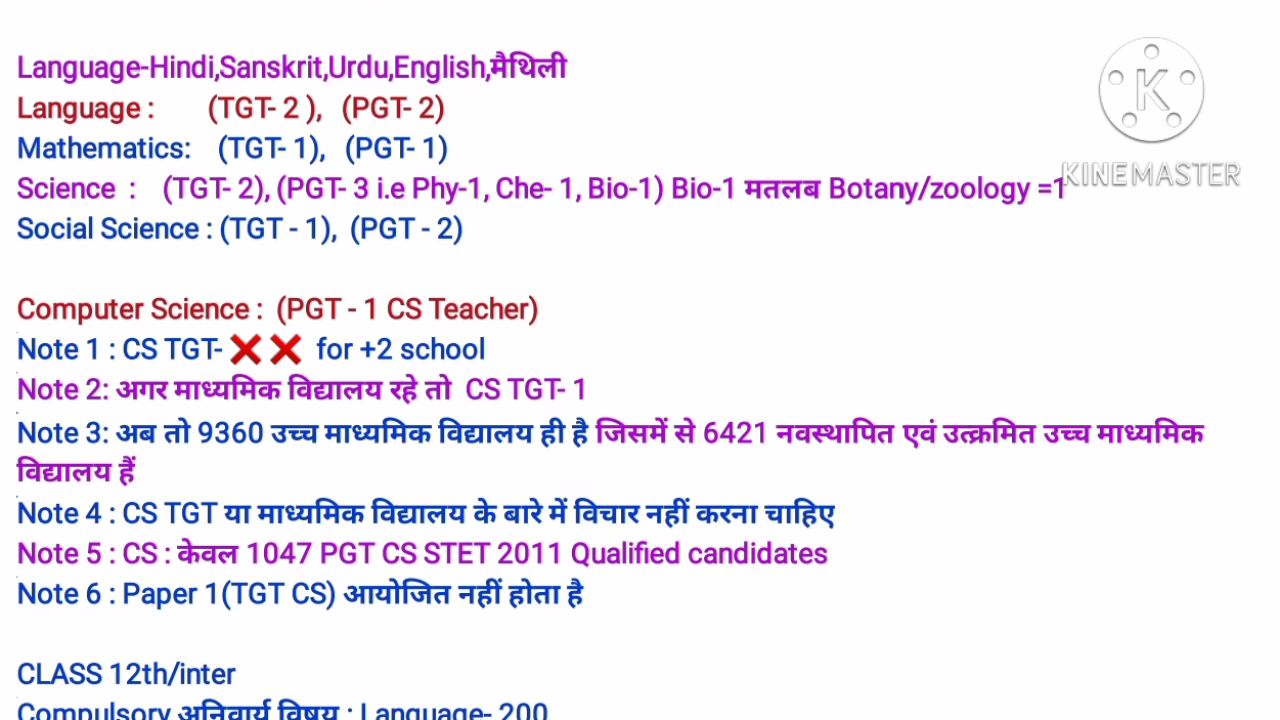 Language-Hindi,Sanskrit,Urdu,English,मैथिली
Language : (TGT- 2 ), (PGT- 2)
Mathematics: (TGT- 1), (PGT- 1)
Science : (TGT- 2), (PGT- 3 i.e Phy-1, Che- 1, Bio-1) Bio-1 मतलब Botany/zoology =1
Social Science : (TGT - 1), (PGT - 2)
Computer Science : (PGT - 1 CS Teacher)
Note 1 : CS TGT- ❌❌ for +2 school
Note 2: अगर माध्यमिक विद्यालय रहे तो CS TGT- 1
Note 3: अब तो 9360 उच्च माध्यमिक विद्यालय ही है जिसमें से 6421 नवस्थापित एवं उत्क्रमित उच्च माध्यमिक
विद्यालय हैं
Note 4 : CS TGT या माध्यमिक विद्यालय के बारे में विचार नहीं करना चाहिए
Note 5 : CS : केवल 1047 PGT CS STET 2011 Qualified candidates
Note 6 : Paper 1(TGT CS) आयोजित नहीं होता है
CLASS 12th/inter
Compulsory अनिवार्य विषय : Language- 200
K
KINEMASTER